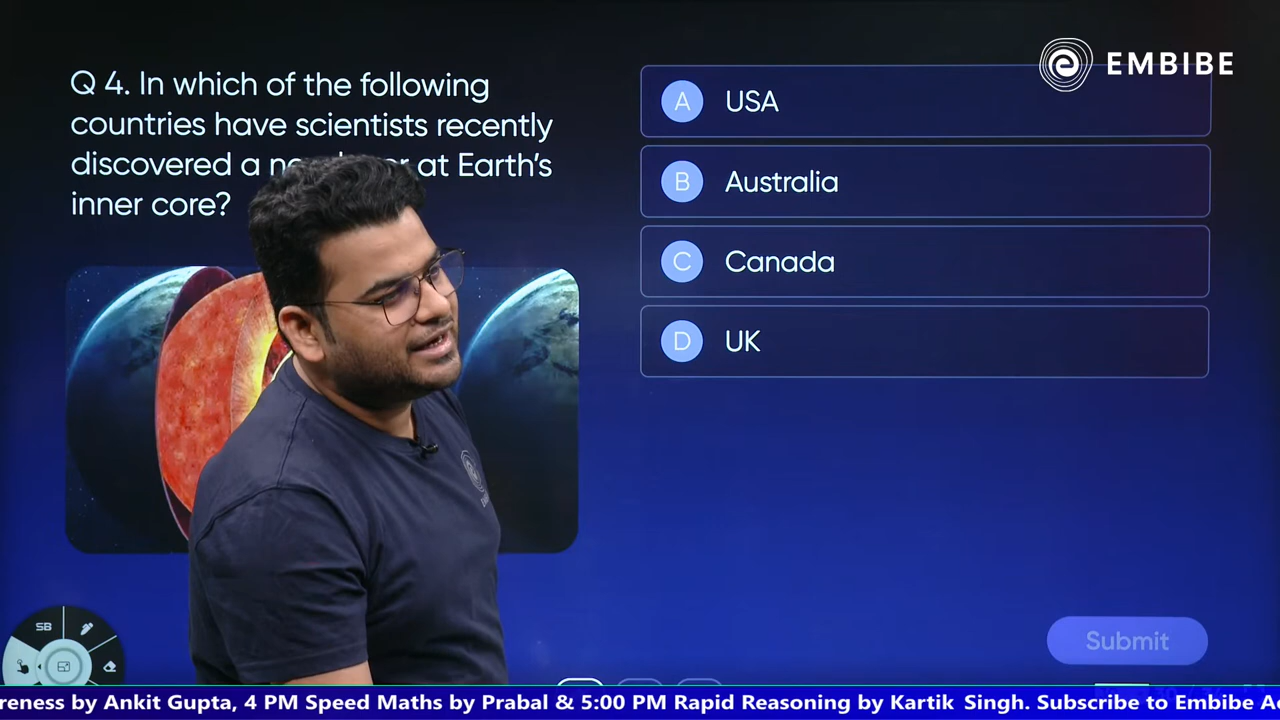 EMBIBE
Q 4. In which of the following
countries have scientists recently
discovered a at Earth's
inner core?
A USA
B Australia
C Canada
D UK
SB
Submit
reness by Ankit Gupta, 4 PM Speed Maths by Prabal & 5:00 PM Rapid Reasoning by Kartik Singh. Subscribe to Embibe